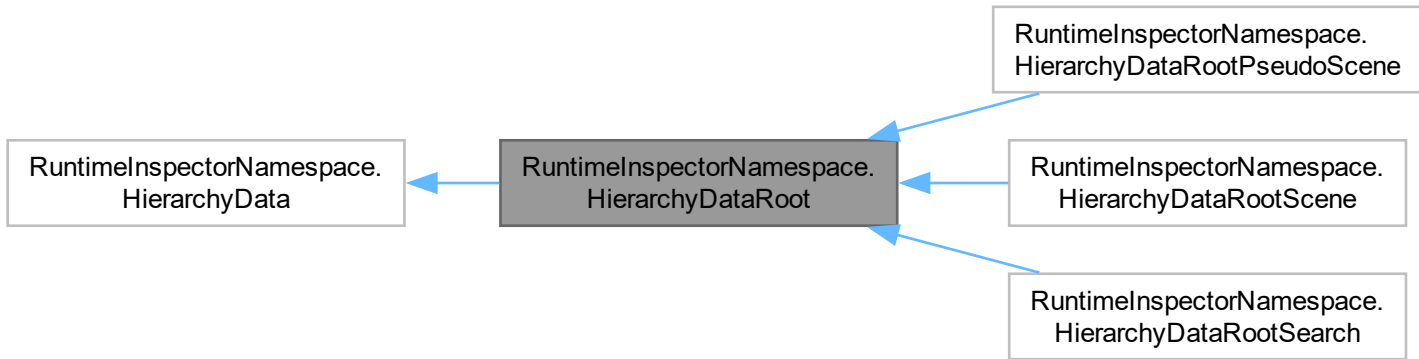 RuntimeInspectorNamespace.
HierarchyData
RuntimeInspectorNamespace.
HierarchyDataRoot
RuntimeInspectorNamespace.
HierarchyDataRootPseudoScene
RuntimeInspectorNamespace.
HierarchyDataRootScene
RuntimeInspectorNamespace.
HierarchyDataRootSearch